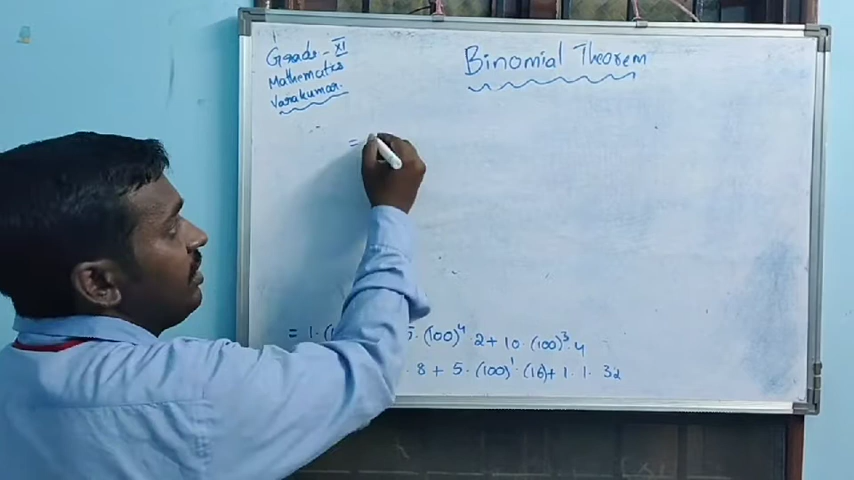 Grade - XI
Mathematics
Varakumar.
Binomial Theorem
=
= 1 · (1 5 · (100)⁴ · 2 + 10 · (100)³ · 4
· 8 + 5 · (100)¹ · (16) + 1 · 1 · 32